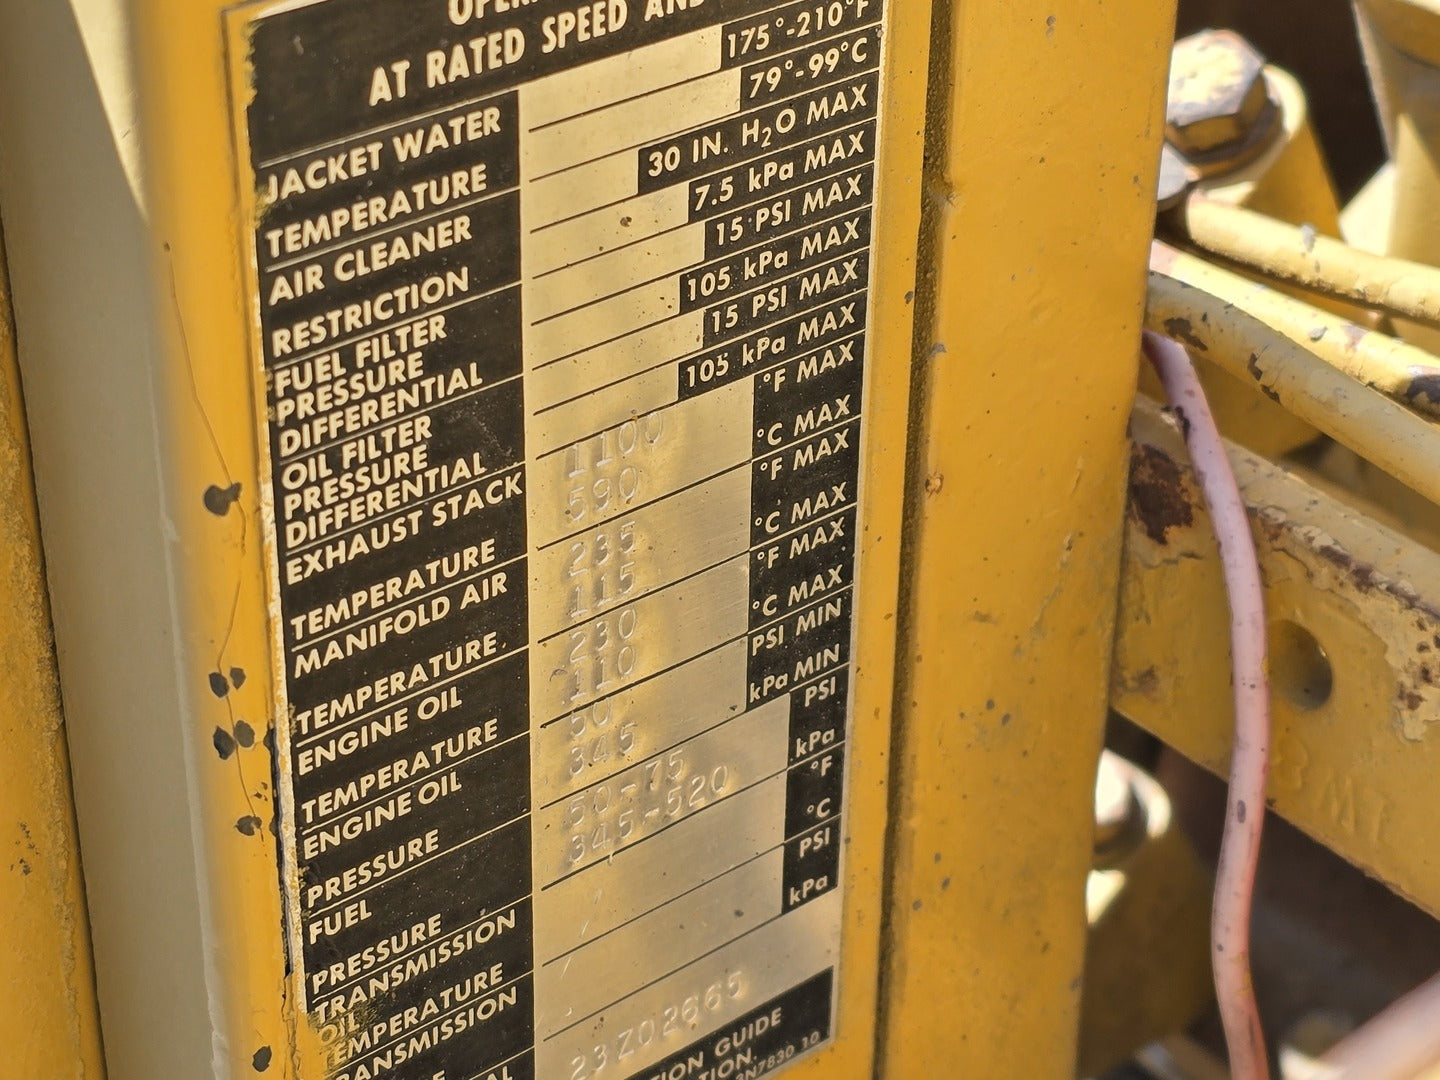 AT RATED SPEED AND
JACKET WATER 175°-210°F
TEMPERATURE 79°-99°C
AIR CLEANER 30 IN. H₂O MAX
RESTRICTION 7.5 kPa MAX
FUEL FILTER 15 PSI MAX
PRESSURE
DIFFERENTIAL 105 kPa MAX
OIL FILTER 15 PSI MAX
PRESSURE
DIFFERENTIAL 105 kPa MAX
EXHAUST STACK 1100 °F MAX
TEMPERATURE 590 °C MAX
MANIFOLD AIR 235 °F MAX
TEMPERATURE 115 °C MAX
ENGINE OIL 230 °F MAX
TEMPERATURE 110 °C MAX
ENGINE OIL 50 PSI MIN
PRESSURE 345 kPa MIN
FUEL 50-75 PSI
PRESSURE 345-520 kPa
TRANSMISSION °F
OIL
TEMPERATURE °C
TRANSMISSION PSI
kPa
23Z02665
GUIDE